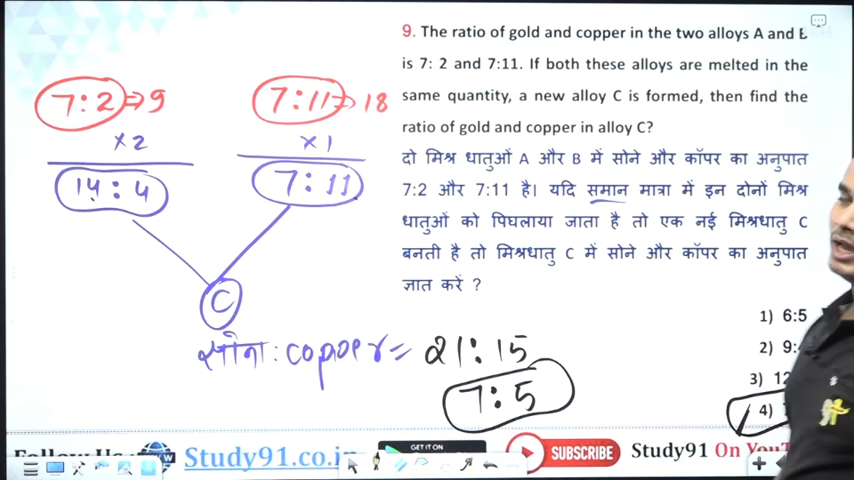 9. The ratio of gold and copper in the two alloys A and B
is 7: 2 and 7:11. If both these alloys are melted in the
same quantity, a new alloy C is formed, then find the
ratio of gold and copper in alloy C?
दो मिश्र धातुओं A और B में सोने और कॉपर का अनुपात
7:2 और 7:11 है। यदि समान मात्रा में इन दोनों मिश्र
धातुओं को पिघलाया जाता है तो एक नई मिश्रधातु C
बनती है तो मिश्रधातु C में सोने और कॉपर का अनुपात
ज्ञात करें ?
1) 6:5
2) 9:
3) 12
4)
7:2 ⇒ 9
7:11 ⇒ 18
×2
×1
14:4
7:11
C
सोना: copper = 21:15
7:5
Follow Us
Study91.co.in
GET IT ON
SUBSCRIBE
Study91 On You